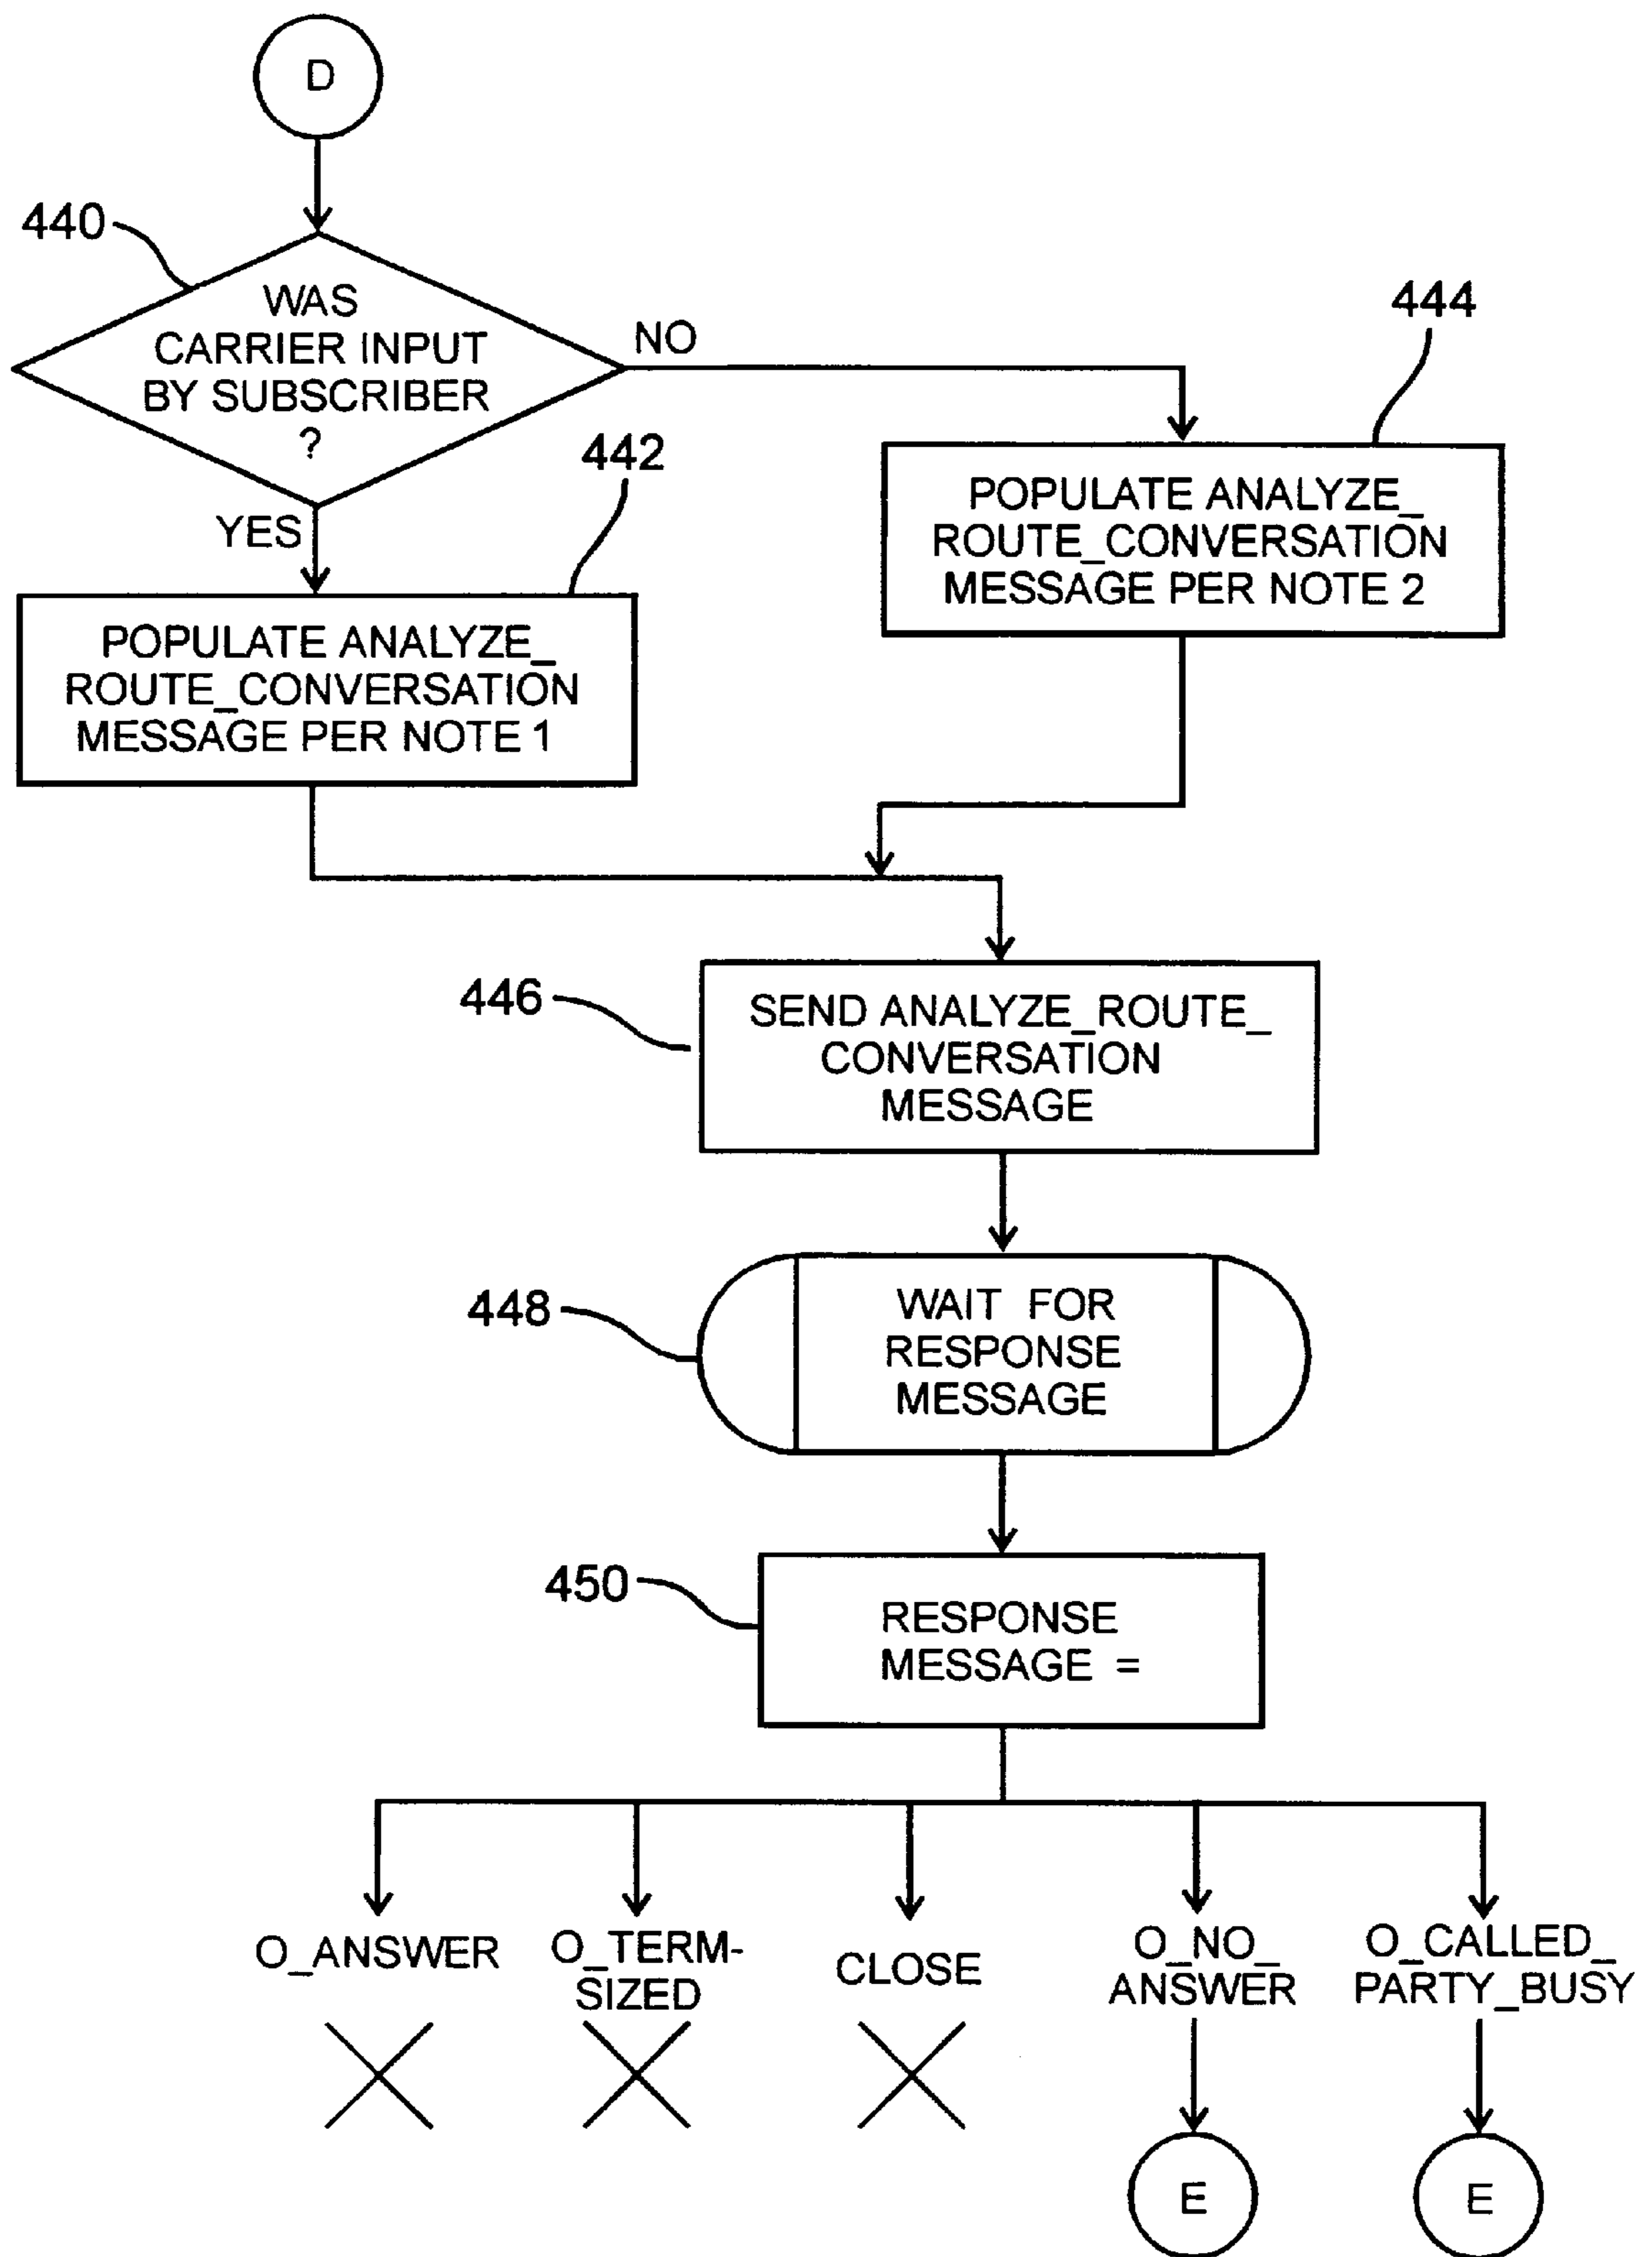 D
440
WAS
CARRIER INPUT
BY SUBSCRIBER
?
NO
YES
444
POPULATE ANALYZE_
ROUTE_CONVERSATION
MESSAGE PER NOTE 2
442
POPULATE ANALYZE_
ROUTE_CONVERSATION
MESSAGE PER NOTE 1
446
SEND ANALYZE_ROUTE_
CONVERSATION
MESSAGE
448
WAIT FOR
RESPONSE
MESSAGE
450
RESPONSE
MESSAGE =
O_ANSWER
O_TERM-
SIZED
CLOSE
O_NO_
ANSWER
O_CALLED_
PARTY_BUSY
E
E